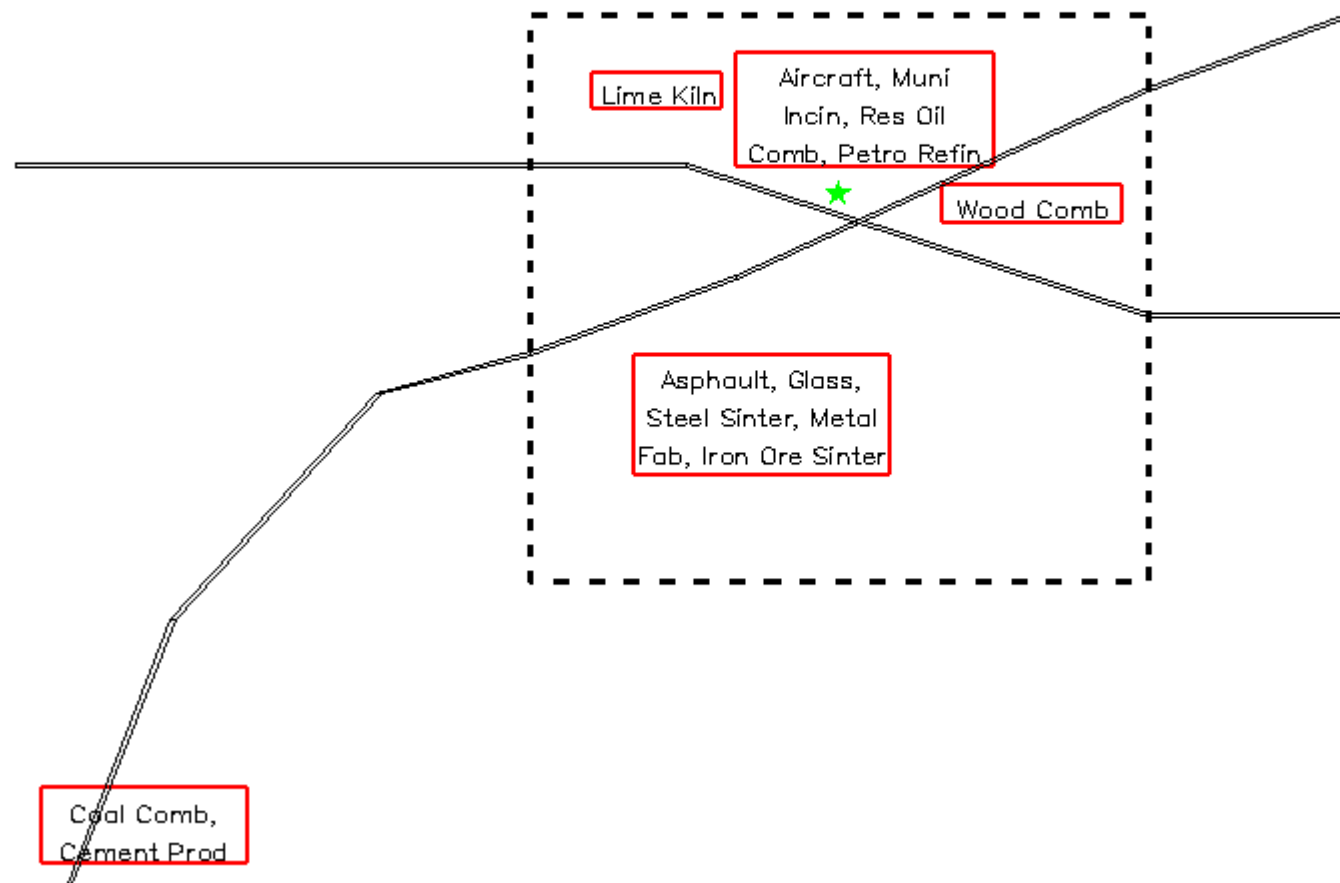 Lime Kiln
Aircraft, Muni
Incin, Res Oil
Comb, Petro Refin
Wood Comb
Asphault, Glass,
Steel Sinter, Metal
Fab, Iron Ore Sinter
Coal Comb,
Cement Prod